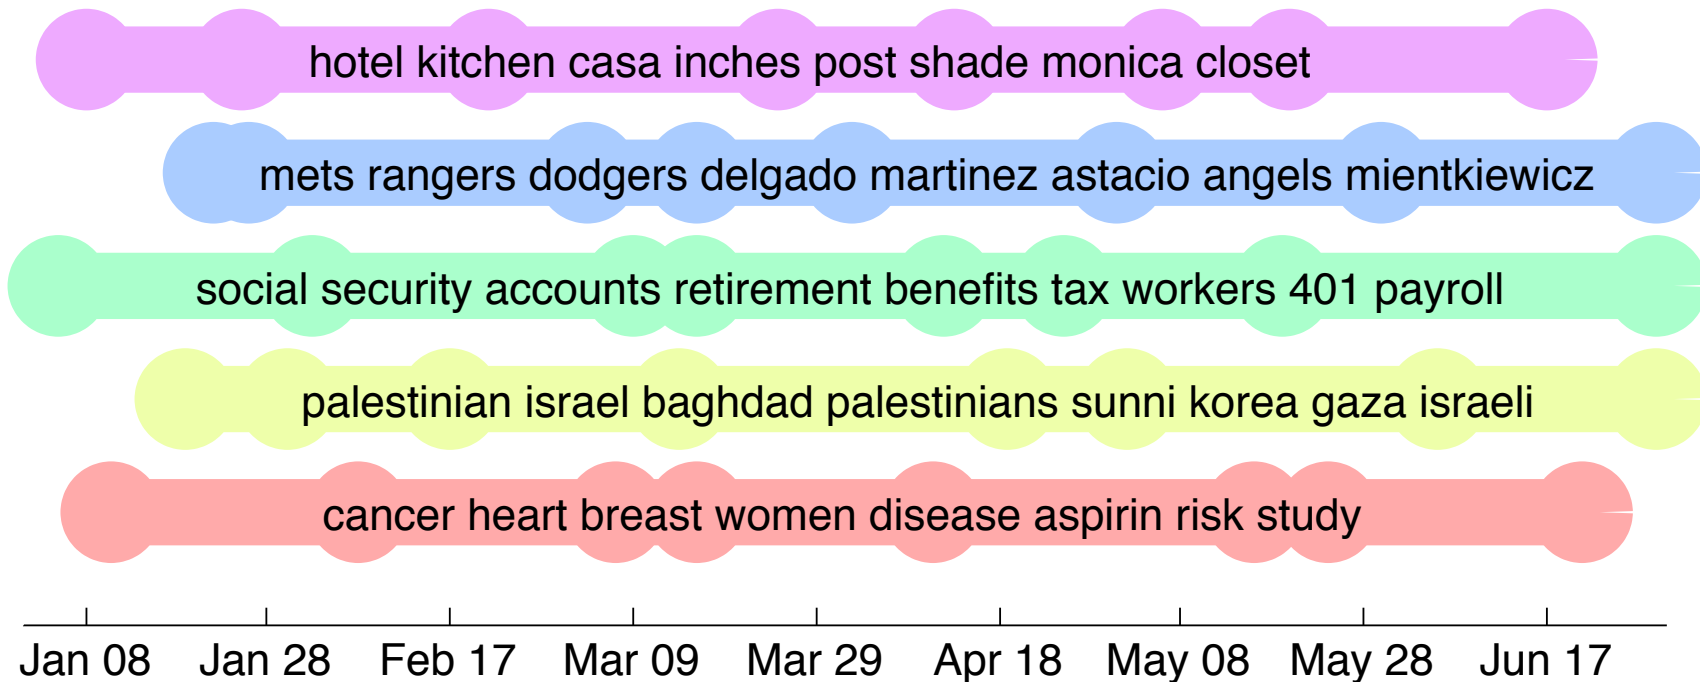 hotel kitchen casa inches post shade monica closet
mets rangers dodgers delgado martinez astacio angels mientkiewicz
social security accounts retirement benefits tax workers 401 payroll
palestinian israel baghdad palestinians sunni korea gaza israeli
cancer heart breast women disease aspirin risk study
Jan 08 Jan 28 Feb 17 Mar 09 Mar 29 Apr 18 May 08 May 28 Jun 17